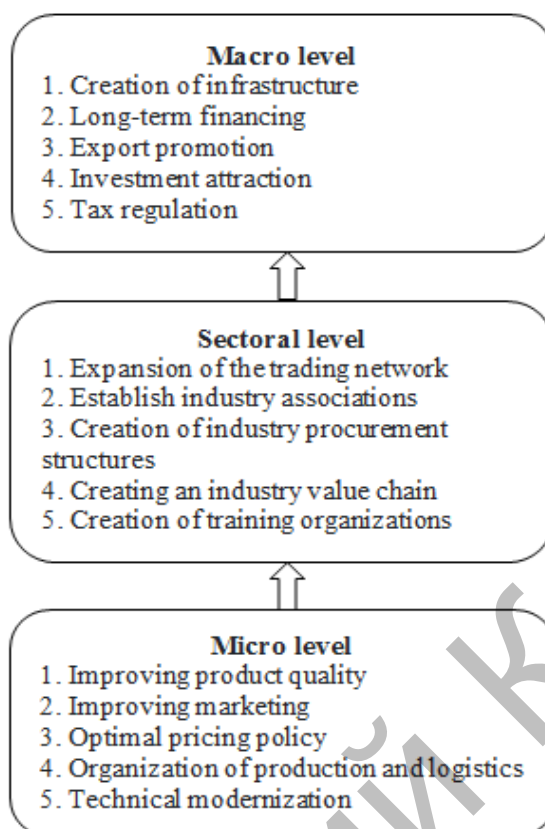 Macro level
1. Creation of infrastructure
2. Long-term financing
3. Export promotion
4. Investment attraction
5. Tax regulation
Sectoral level
1. Expansion of the trading network
2. Establish industry associations
3. Creation of industry procurement
structures
4. Creating an industry value chain
5. Creation of training organizations
Micro level
1. Improving product quality
2. Improving marketing
3. Optimal pricing policy
4. Organization of production and logistics
5. Technical modernization
ий К